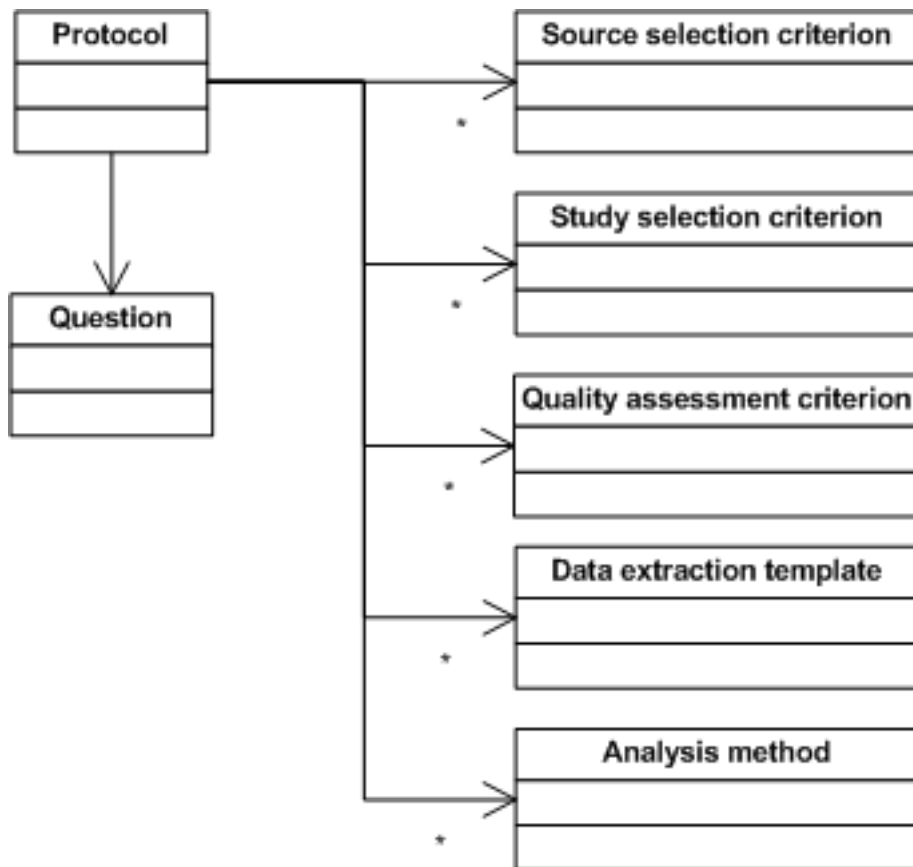 Protocol
Source selection criterion
*
Study selection criterion
*
Question
Quality assessment criterion
*
Data extraction template
*
Analysis method
*